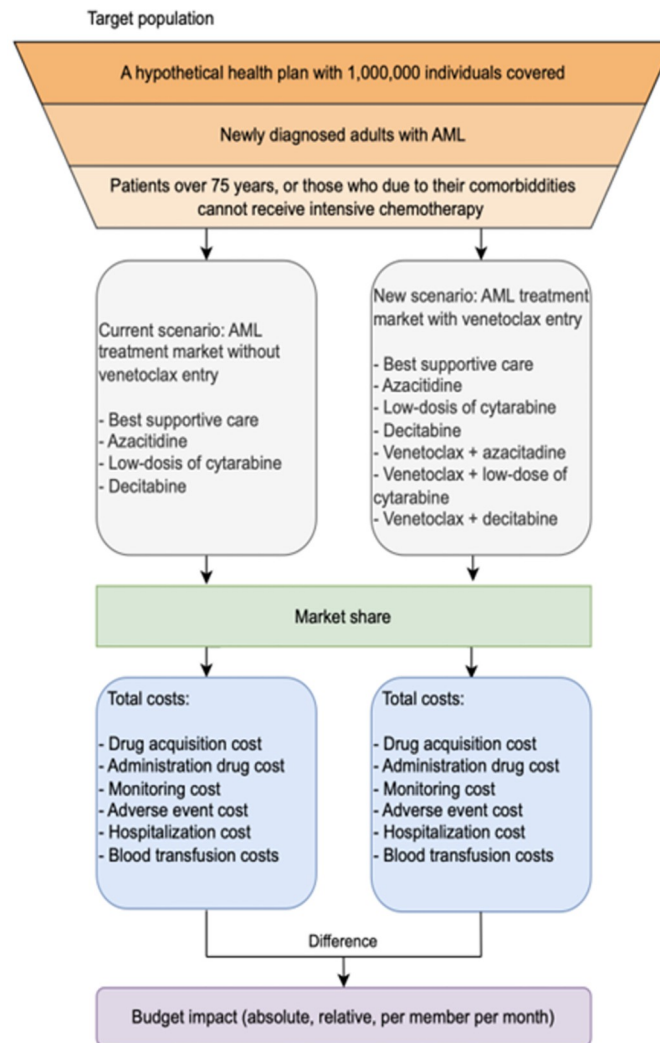 Target population
A hypothetical health plan with 1,000,000 individuals covered
Newly diagnosed adults with AML
Patients over 75 years, or those who due to their comorbiddities
cannot receive intensive chemotherapy
Current scenario: AML
treatment market without
venetoclax entry
- Best supportive care
- Azacitidine
- Low-dosis of cytarabine
- Decitabine
New scenario: AML treatment
market with venetoclax entry
- Best supportive care
- Azacitidine
- Low-dosis of cytarabine
- Decitabine
- Venetoclax + azacitadine
- Venetoclax + low-dose of
cytarabine
- Venetoclax + decitabine
Market share
Total costs:
- Drug acquisition cost
- Administration drug cost
- Monitoring cost
- Adverse event cost
- Hospitalization cost
- Blood transfusion costs
Total costs:
- Drug acquisition cost
- Administration drug cost
- Monitoring cost
- Adverse event cost
- Hospitalization cost
- Blood transfusion costs
Difference
Budget impact (absolute, relative, per member per month)